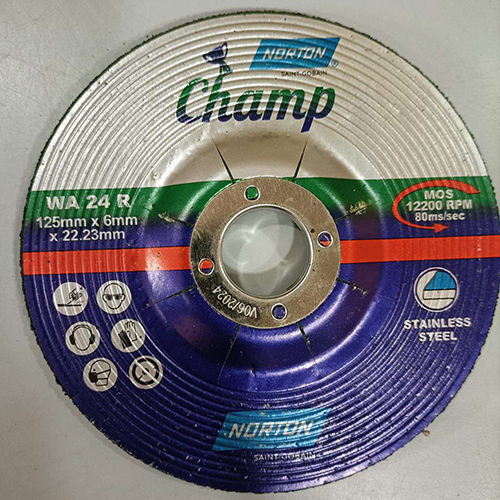 NORTON
®
SAINT-GOBAIN
Champ
WA 24 R
125mm x 6mm
x 22.23mm
MOS
12200 RPM
80ms/sec
V06/2024
STAINLESS
STEEL
NORTON
SAINT-GOBAIN